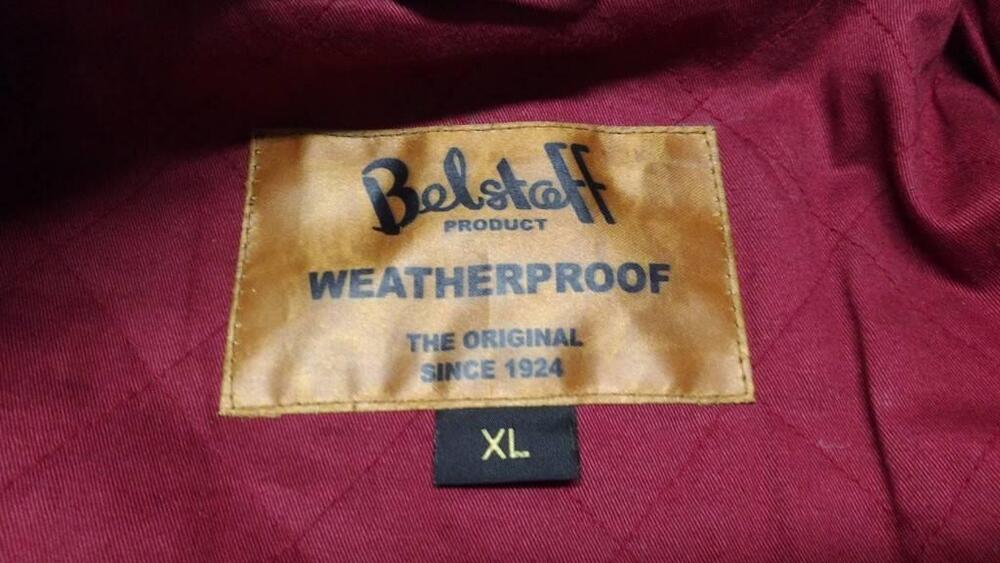 Belstaff
PRODUCT
WEATHERPROOF
THE ORIGINAL
SINCE 1924
XL